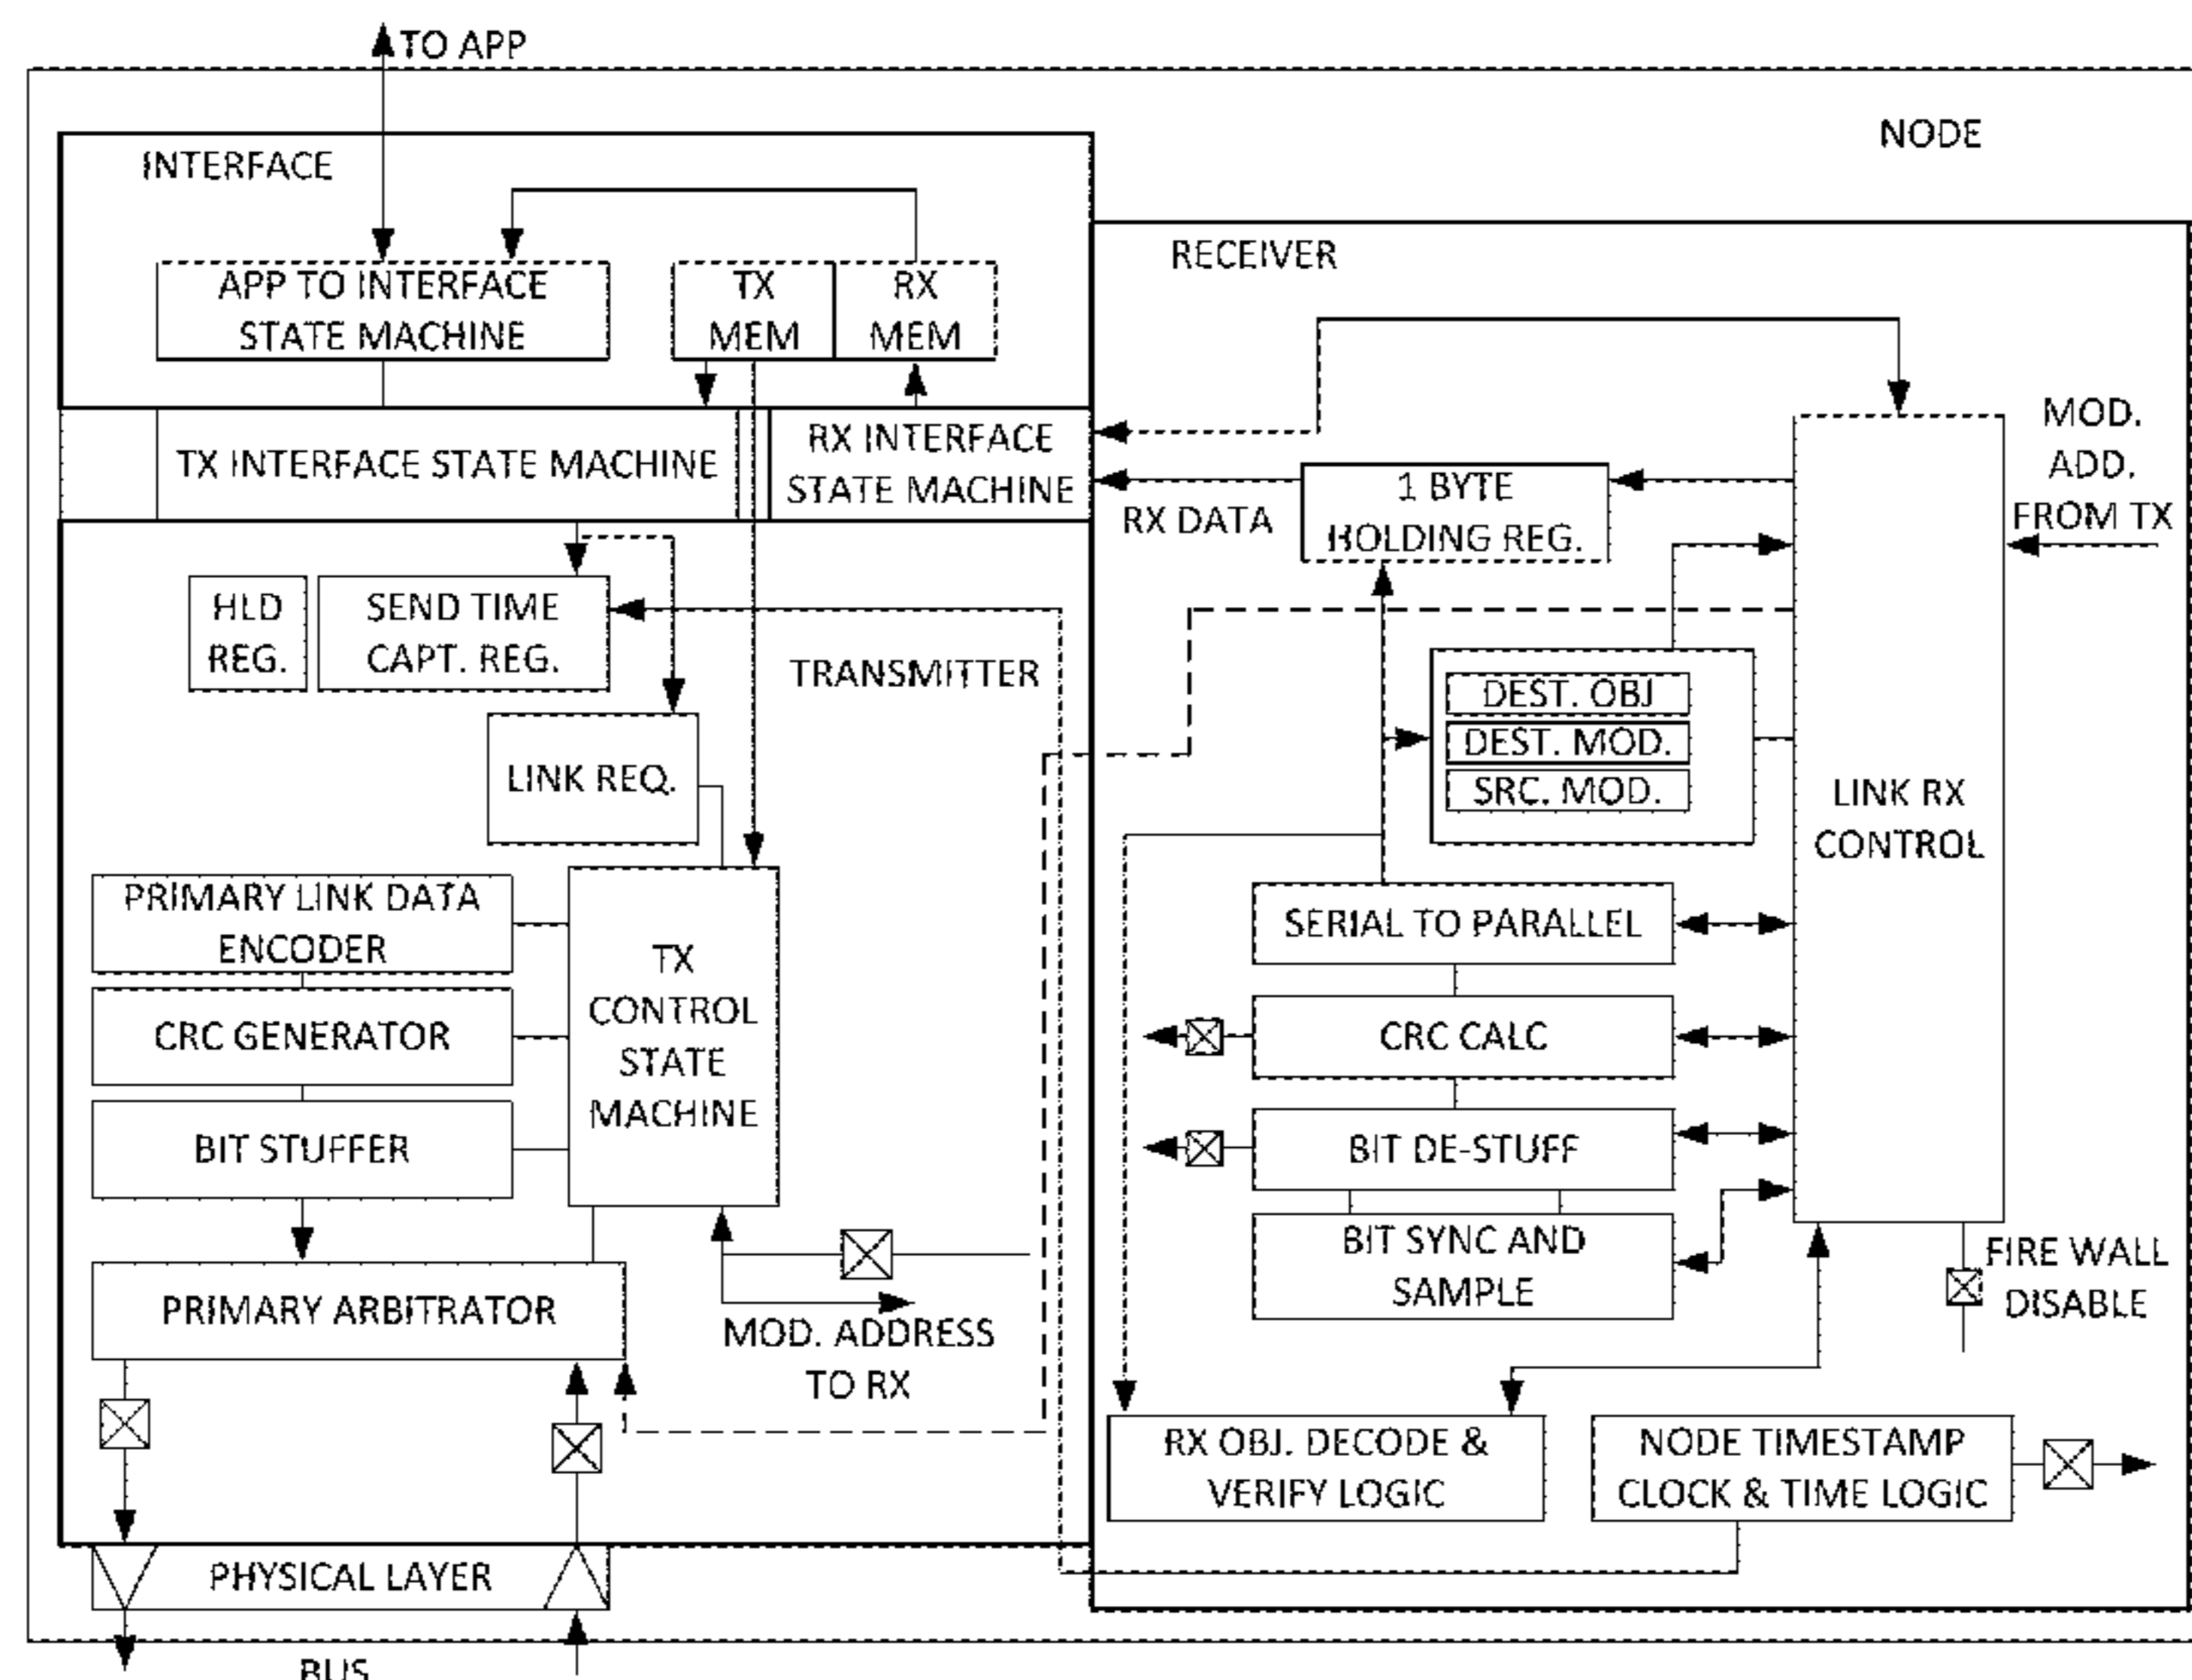 TO APP
NODE
INTERFACE
APP TO INTERFACE
STATE MACHINE
TX
MEM
RX
MEM
TX INTERFACE STATE MACHINE
RX INTERFACE
STATE MACHINE
HLD
REG.
SEND TIME
CAPT. REG.
TRANSMITTER
LINK REQ.
PRIMARY LINK DATA
ENCODER
CRC GENERATOR
BIT STUFFER
TX
CONTROL
STATE
MACHINE
PRIMARY ARBITRATOR
MOD. ADDRESS
TO RX
PHYSICAL LAYER
BUS
RECEIVER
RX DATA
1 BYTE
HOLDING REG.
MOD.
ADD.
FROM TX
DEST. OBJ
DEST. MOD.
SRC. MOD.
LINK RX
CONTROL
SERIAL TO PARALLEL
CRC CALC
BIT DE-STUFF
BIT SYNC AND
SAMPLE
FIRE WALL
DISABLE
RX OBJ. DECODE &
VERIFY LOGIC
NODE TIMESTAMP
CLOCK & TIME LOGIC